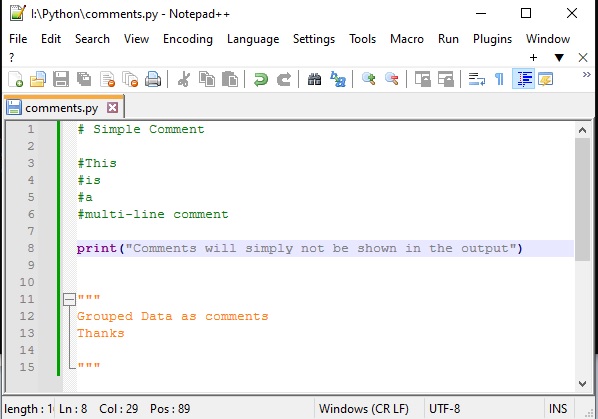 I:\Python\comments.py - Notepad++
File Edit Search View Encoding Language Settings Tools Macro Run Plugins Window
? + ▼ X
comments.py
1 # Simple Comment
2
3 #This
4 #is
5 #a
6 #multi-line comment
7
8 print("Comments will simply not be shown in the output")
9
10
11 """
12 Grouped Data as comments
13 Thanks
14
15 """
length : Ln : 8 Col : 29 Pos : 89 Windows (CR LF) UTF-8 INS